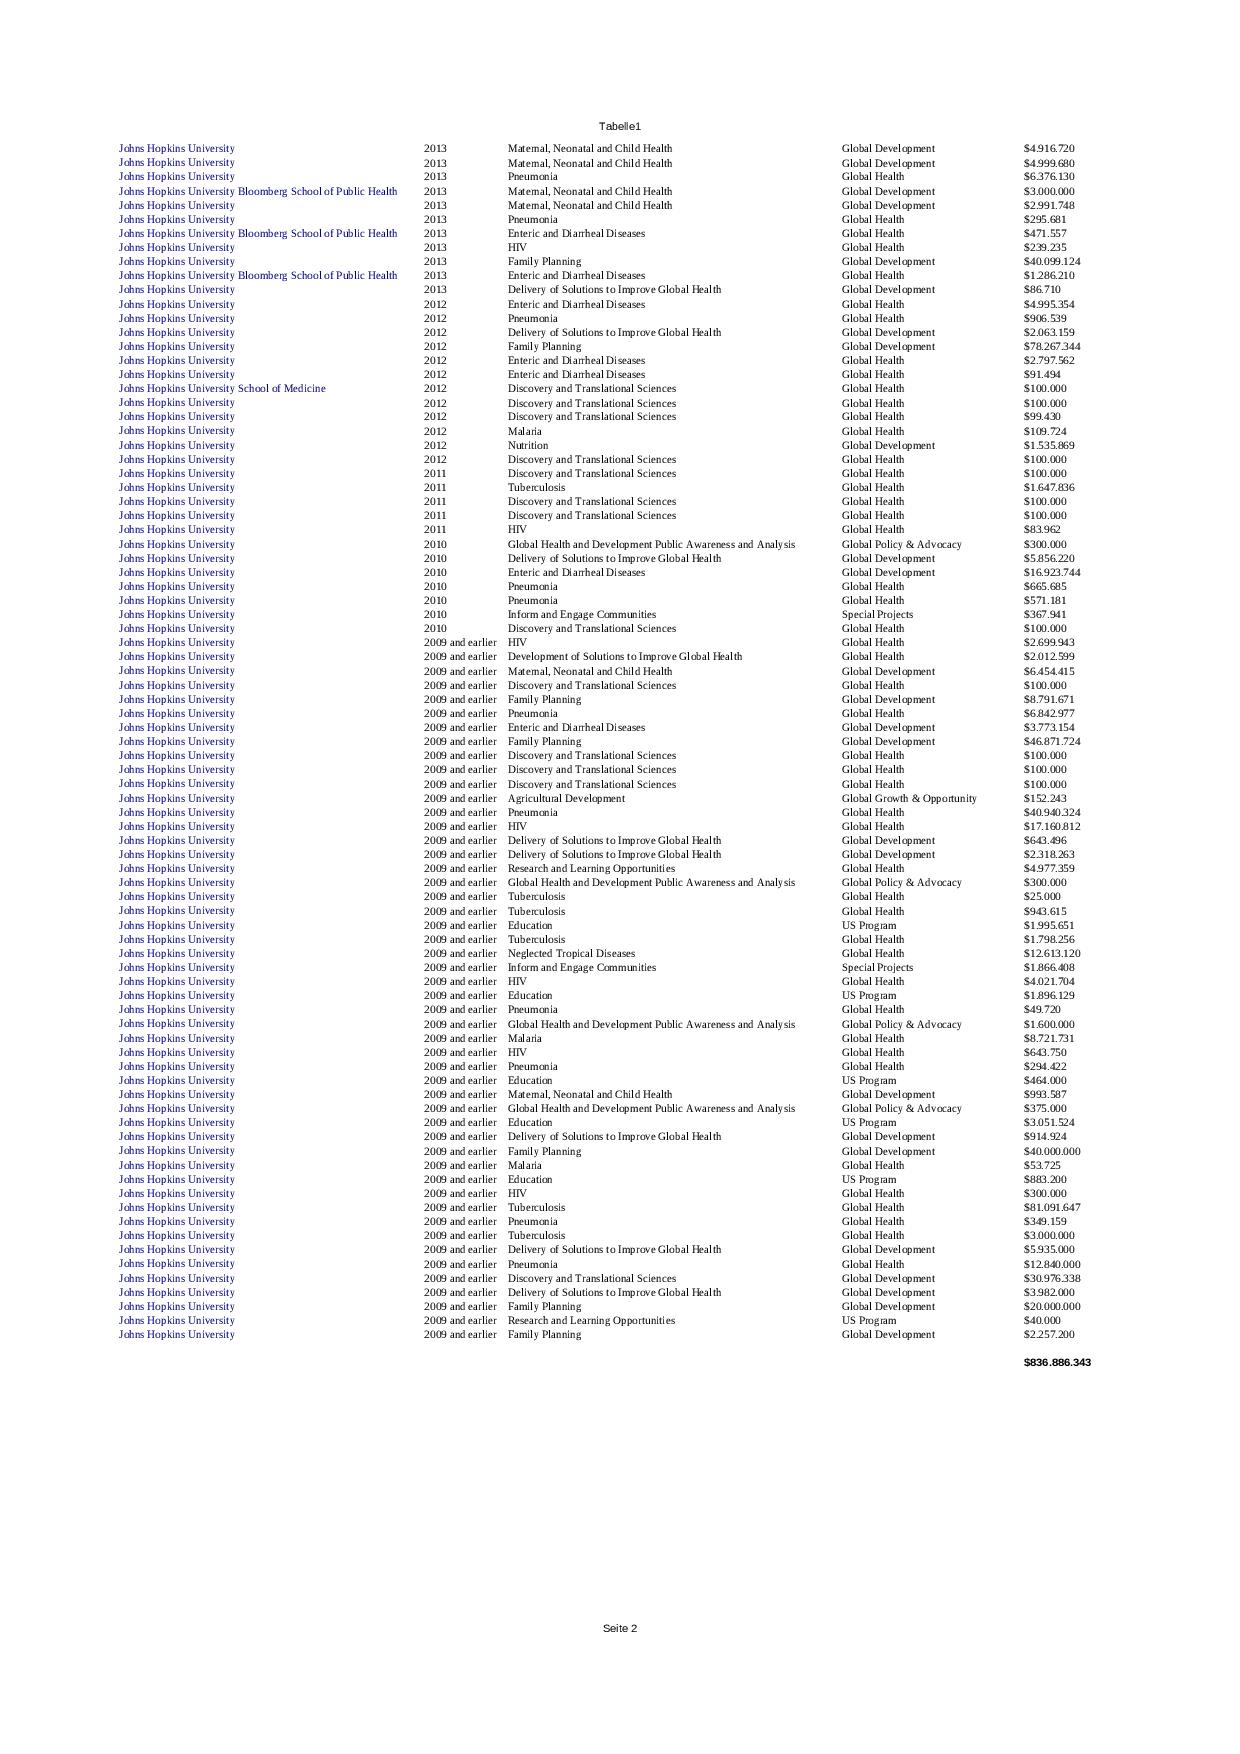 Tabelle1
Johns Hopkins University 2013 Maternal, Neonatal and Child Health Global Development $4.916.720
Johns Hopkins University 2013 Maternal, Neonatal and Child Health Global Development $4.999.680
Johns Hopkins University 2013 Pneumonia Global Health $6.376.130
Johns Hopkins University Bloomberg School of Public Health 2013 Maternal, Neonatal and Child Health Global Development $3.000.000
Johns Hopkins University 2013 Maternal, Neonatal and Child Health Global Development $2.991.748
Johns Hopkins University 2013 Pneumonia Global Health $295.681
Johns Hopkins University Bloomberg School of Public Health 2013 Enteric and Diarrheal Diseases Global Health $471.557
Johns Hopkins University 2013 HIV Global Health $239.235
Johns Hopkins University 2013 Family Planning Global Development $40.099.124
Johns Hopkins University Bloomberg School of Public Health 2013 Enteric and Diarrheal Diseases Global Health $1.286.210
Johns Hopkins University 2013 Delivery of Solutions to Improve Global Health Global Development $86.710
Johns Hopkins University 2012 Enteric and Diarrheal Diseases Global Health $4.995.354
Johns Hopkins University 2012 Pneumonia Global Health $906.539
Johns Hopkins University 2012 Delivery of Solutions to Improve Global Health Global Development $2.063.159
Johns Hopkins University 2012 Family Planning Global Development $78.267.344
Johns Hopkins University 2012 Enteric and Diarrheal Diseases Global Health $2.797.562
Johns Hopkins University 2012 Enteric and Diarrheal Diseases Global Health $91.494
Johns Hopkins University School of Medicine 2012 Discovery and Translational Sciences Global Health $100.000
Johns Hopkins University 2012 Discovery and Translational Sciences Global Health $100.000
Johns Hopkins University 2012 Discovery and Translational Sciences Global Health $99.430
Johns Hopkins University 2012 Malaria Global Health $109.724
Johns Hopkins University 2012 Nutrition Global Development $1.535.869
Johns Hopkins University 2012 Discovery and Translational Sciences Global Health $100.000
Johns Hopkins University 2011 Discovery and Translational Sciences Global Health $100.000
Johns Hopkins University 2011 Tuberculosis Global Health $1.647.836
Johns Hopkins University 2011 Discovery and Translational Sciences Global Health $100.000
Johns Hopkins University 2011 Discovery and Translational Sciences Global Health $100.000
Johns Hopkins University 2011 HIV Global Health $83.962
Johns Hopkins University 2010 Global Health and Development Public Awareness and Analysis Global Policy & Advocacy $300.000
Johns Hopkins University 2010 Delivery of Solutions to Improve Global Health Global Development $5.856.220
Johns Hopkins University 2010 Enteric and Diarrheal Diseases Global Health $16.923.744
Johns Hopkins University 2010 Pneumonia Global Health $665.685
Johns Hopkins University 2010 Pneumonia Global Health $571.181
Johns Hopkins University 2010 Inform and Engage Communities Special Projects $367.941
Johns Hopkins University 2010 Discovery and Translational Sciences Global Health $100.000
Johns Hopkins University 2009 and earlier HIV Global Health $2.699.943
Johns Hopkins University 2009 and earlier Development of Solutions to Improve Global Health Global Health $2.012.599
Johns Hopkins University 2009 and earlier Maternal, Neonatal and Child Health Global Development $6.454.415
Johns Hopkins University 2009 and earlier Discovery and Translational Sciences Global Health $100.000
Johns Hopkins University 2009 and earlier Family Planning Global Development $8.791.671
Johns Hopkins University 2009 and earlier Pneumonia Global Health $6.842.977
Johns Hopkins University 2009 and earlier Enteric and Diarrheal Diseases Global Development $3.773.154
Johns Hopkins University 2009 and earlier Family Planning Global Development $46.871.724
Johns Hopkins University 2009 and earlier Discovery and Translational Sciences Global Health $100.000
Johns Hopkins University 2009 and earlier Discovery and Translational Sciences Global Health $100.000
Johns Hopkins University 2009 and earlier Discovery and Translational Sciences Global Health $100.000
Johns Hopkins University 2009 and earlier Agricultural Development Global Growth & Opportunity $152.243
Johns Hopkins University 2009 and earlier Pneumonia Global Health $40.940.324
Johns Hopkins University 2009 and earlier HIV Global Health $17.160.812
Johns Hopkins University 2009 and earlier Delivery of Solutions to Improve Global Health Global Development $643.496
Johns Hopkins University 2009 and earlier Delivery of Solutions to Improve Global Health Global Development $2.318.263
Johns Hopkins University 2009 and earlier Research and Learning Opportunities Global Health $4.977.359
Johns Hopkins University 2009 and earlier Global Health and Development Public Awareness and Analysis Global Policy & Advocacy $300.000
Johns Hopkins University 2009 and earlier Tuberculosis Global Health $25.000
Johns Hopkins University 2009 and earlier Tuberculosis Global Health $943.615
Johns Hopkins University 2009 and earlier Education US Program $1.995.651
Johns Hopkins University 2009 and earlier Tuberculosis Global Health $1.798.256
Johns Hopkins University 2009 and earlier Neglected Tropical Diseases Global Health $12.613.120
Johns Hopkins University 2009 and earlier Inform and Engage Communities Special Projects $1.866.408
Johns Hopkins University 2009 and earlier HIV Global Health $4.021.704
Johns Hopkins University 2009 and earlier Education US Program $1.896.129
Johns Hopkins University 2009 and earlier Pneumonia Global Health $49.720
Johns Hopkins University 2009 and earlier Global Health and Development Public Awareness and Analysis Global Policy & Advocacy $1.600.000
Johns Hopkins University 2009 and earlier Malaria Global Health $8.721.731
Johns Hopkins University 2009 and earlier HIV Global Health $643.750
Johns Hopkins University 2009 and earlier Pneumonia Global Health $294.422
Johns Hopkins University 2009 and earlier Education US Program $464.000
Johns Hopkins University 2009 and earlier Maternal, Neonatal and Child Health Global Development $993.587
Johns Hopkins University 2009 and earlier Global Health and Development Public Awareness and Analysis Global Policy & Advocacy $375.000
Johns Hopkins University 2009 and earlier Education US Program $3.051.524
Johns Hopkins University 2009 and earlier Delivery of Solutions to Improve Global Health Global Development $914.924
Johns Hopkins University 2009 and earlier Family Planning Global Development $40.000.000
Johns Hopkins University 2009 and earlier Malaria Global Health $53.725
Johns Hopkins University 2009 and earlier Education US Program $883.200
Johns Hopkins University 2009 and earlier HIV Global Health $300.000
Johns Hopkins University 2009 and earlier Tuberculosis Global Health $81.091.647
Johns Hopkins University 2009 and earlier Pneumonia Global Health $349.159
Johns Hopkins University 2009 and earlier Tuberculosis Global Health $3.000.000
Johns Hopkins University 2009 and earlier Delivery of Solutions to Improve Global Health Global Development $5.935.000
Johns Hopkins University 2009 and earlier Pneumonia Global Health $12.840.000
Johns Hopkins University 2009 and earlier Discovery and Translational Sciences Global Development $30.976.338
Johns Hopkins University 2009 and earlier Delivery of Solutions to Improve Global Health Global Development $3.982.000
Johns Hopkins University 2009 and earlier Family Planning Global Development $20.000.000
Johns Hopkins University 2009 and earlier Research and Learning Opportunities US Program $40.000
Johns Hopkins University 2009 and earlier Family Planning Global Development $2.257.200
$836.886.343
Seite 2